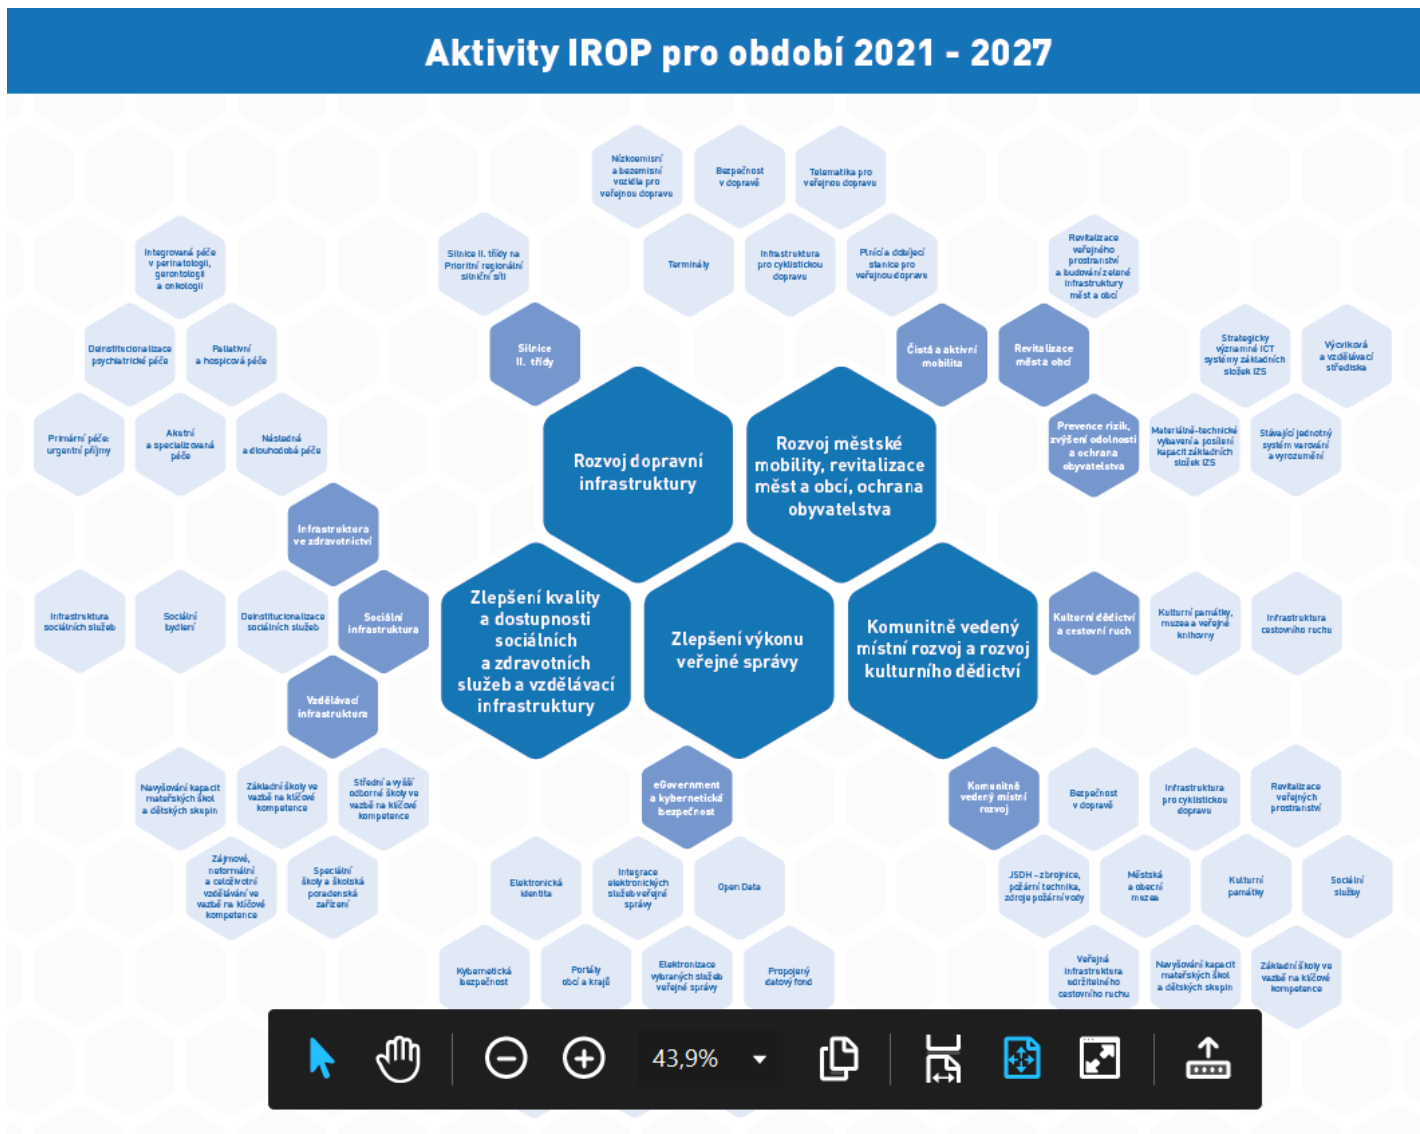 Aktivity IROP pro období 2021 - 2027
Nízkoemisní
a bezemisní
vozidla pro
veřejnou dopravu
Bezpečnost
v dopravě
Telematika pro
veřejnou dopravu
Integrovaná péče
v perinatologii,
gerontologii
a onkologii
Silnice II. třídy na
Prioritní regionální
silniční síti
Terminály
Infrastruktura
pro cyklistickou
dopravu
Plnící a dobíjecí
stanice pro
veřejnou dopravu
Revitalizace
veřejného
prostranství
a budování zelené
infrastruktury
měst a obcí
Deinstitucionalizace
psychiatrické péče
Paliativní
a hospicová péče
Silnice
II. třídy
Čistá a aktivní
mobilita
Revitalizace
měst a obcí
Strategicky
významné ICT
systémy základních
složek IZS
Výcviková
a vzdělávací
střediska
Primární péče:
urgentní příjmy
Akutní
a specializovaná
péče
Následná
a dlouhodobá péče
Rozvoj dopravní
infrastruktury
Rozvoj městské
mobility, revitalizace
měst a obcí, ochrana
obyvatelstva
Prevence rizik,
zvýšení odolnosti
a ochrana
obyvatelstva
Materiálně-technické
vybavení a posílení
kapacit základních
složek IZS
Stávající jednotný
systém varování
a vyrozumění
Infrastruktura
ve zdravotnictví
Infrastruktura
sociálních služeb
Sociální
bydlení
Deinstitucionalizace
sociálních služeb
Sociální
infrastruktura
Zlepšení kvality
a dostupnosti
sociálních
a zdravotních
služeb a vzdělávací
infrastruktury
Zlepšení výkonu
veřejné správy
Komunitně vedený
místní rozvoj a rozvoj
kulturního dědictví
Kulturní dědictví
a cestovní ruch
Kulturní památky,
muzea a veřejné
knihovny
Infrastruktura
cestovního ruchu
Vzdělávací
infrastruktura
Navyšování kapacit
mateřských škol
a dětských skupin
Základní školy ve
vazbě na klíčové
kompetence
Střední a vyšší
odborné školy ve
vazbě na klíčové
kompetence
eGovernment
a kybernetická
bezpečnost
Komunitně
vedený místní
rozvoj
Bezpečnost
v dopravě
Infrastruktura
pro cyklistickou
dopravu
Revitalizace
veřejných
prostranství
Zájmové,
neformální
a celoživotní
vzdělávání ve
vazbě na klíčové
kompetence
Speciální
školy a školská
poradenská
zařízení
Elektronická
identita
Integrace
elektronických
služeb veřejné
správy
Open Data
JSDH - zbrojnice,
požární technika,
zdroje požární vody
Městská
a obecní
muzea
Kulturní
památky
Sociální
služby
Kybernetická
bezpečnost
Portály
obcí a krajů
Elektronizace
vybraných služeb
veřejné správy
Propojený
datový fond
Veřejná
infrastruktura
udržitelného
cestovního ruchu
Navyšování kapacit
mateřských škol
a dětských skupin
Základní školy ve
vazbě na klíčové
kompetence
43,9%